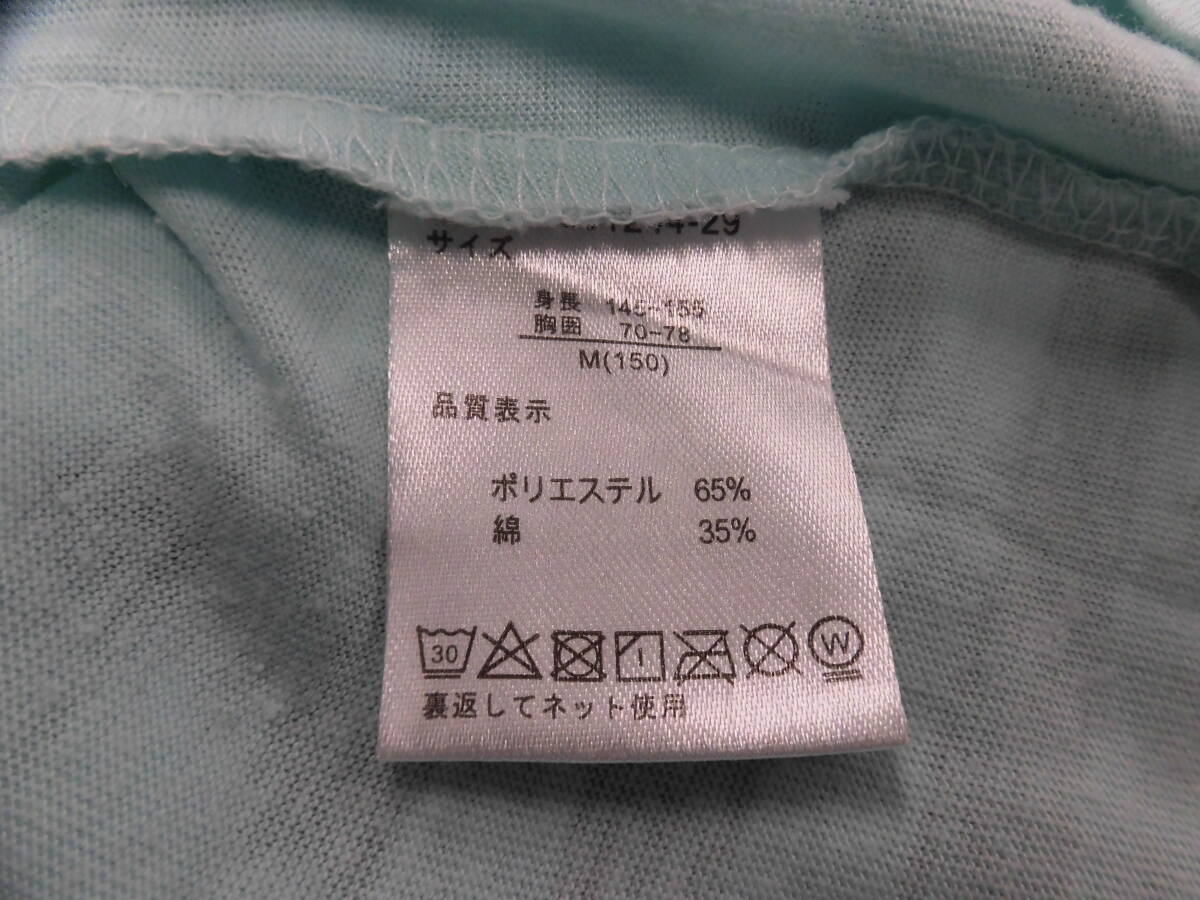 サイズ
身長 145-155
胸囲 70-78
M(150)
品質表示
ポリエステル 65%
綿 35%
30 W
裏返してネット使用